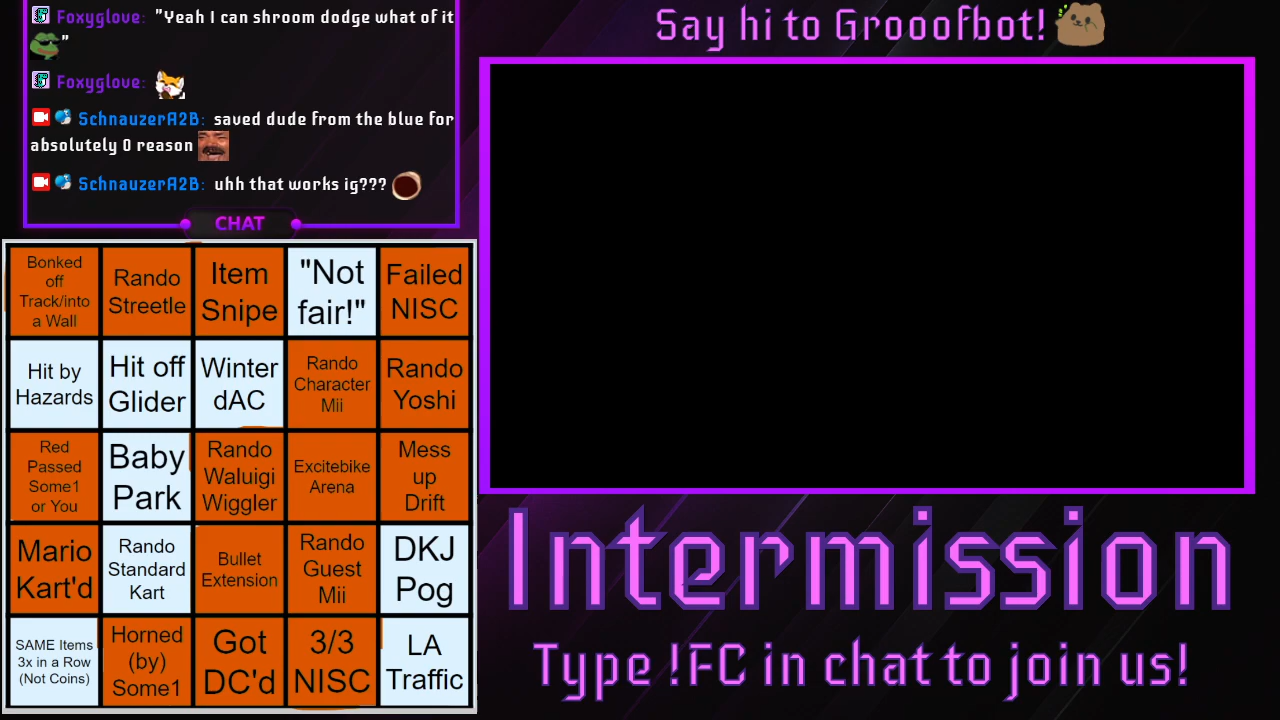 Foxyglove: "Yeah I can shroom dodge what of it
"
Foxyglove:
SchnauzerA2B: saved dude from the blue for
absolutely 0 reason
SchnauzerA2B: uhh that works ig???
CHAT
Say hi to Grooofbot!
Bonked
off
Track/into
a Wall
Rando
Streetle
Item
Snipe
"Not
fair!"
Failed
NISC
Hit by
Hazards
Hit off
Glider
Winter
dAC
Rando
Character
Mii
Rando
Yoshi
Red
Passed
Some1
or You
Baby
Park
Rando
Waluigi
Wiggler
Excitebike
Arena
Mess
up
Drift
Mario
Kart'd
Rando
Standard
Kart
Bullet
Extension
Rando
Guest
Mii
DKJ
Pog
SAME Items
3x in a Row
(Not Coins)
Horned
(by)
Some1
Got
DC'd
3/3
NISC
LA
Traffic
Intermission
Type !FC in chat to join us!